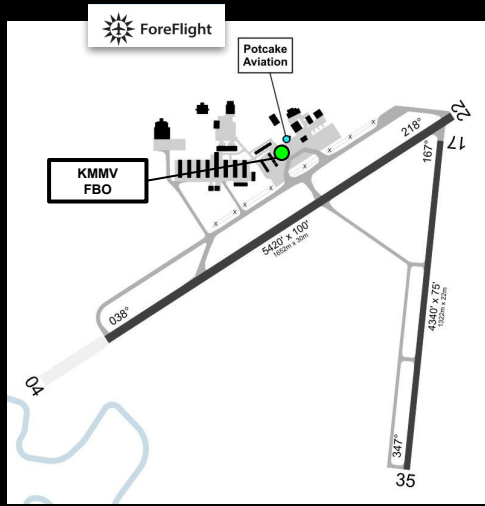 ForeFlight
Potcake
Aviation
KMMV
FBO
22
218°
167°
17
5420' x 100'
1652m x 30m
4340' x 75'
1322m x 22m
038°
04
347°
35
x
x
x
x
x
x
x
x